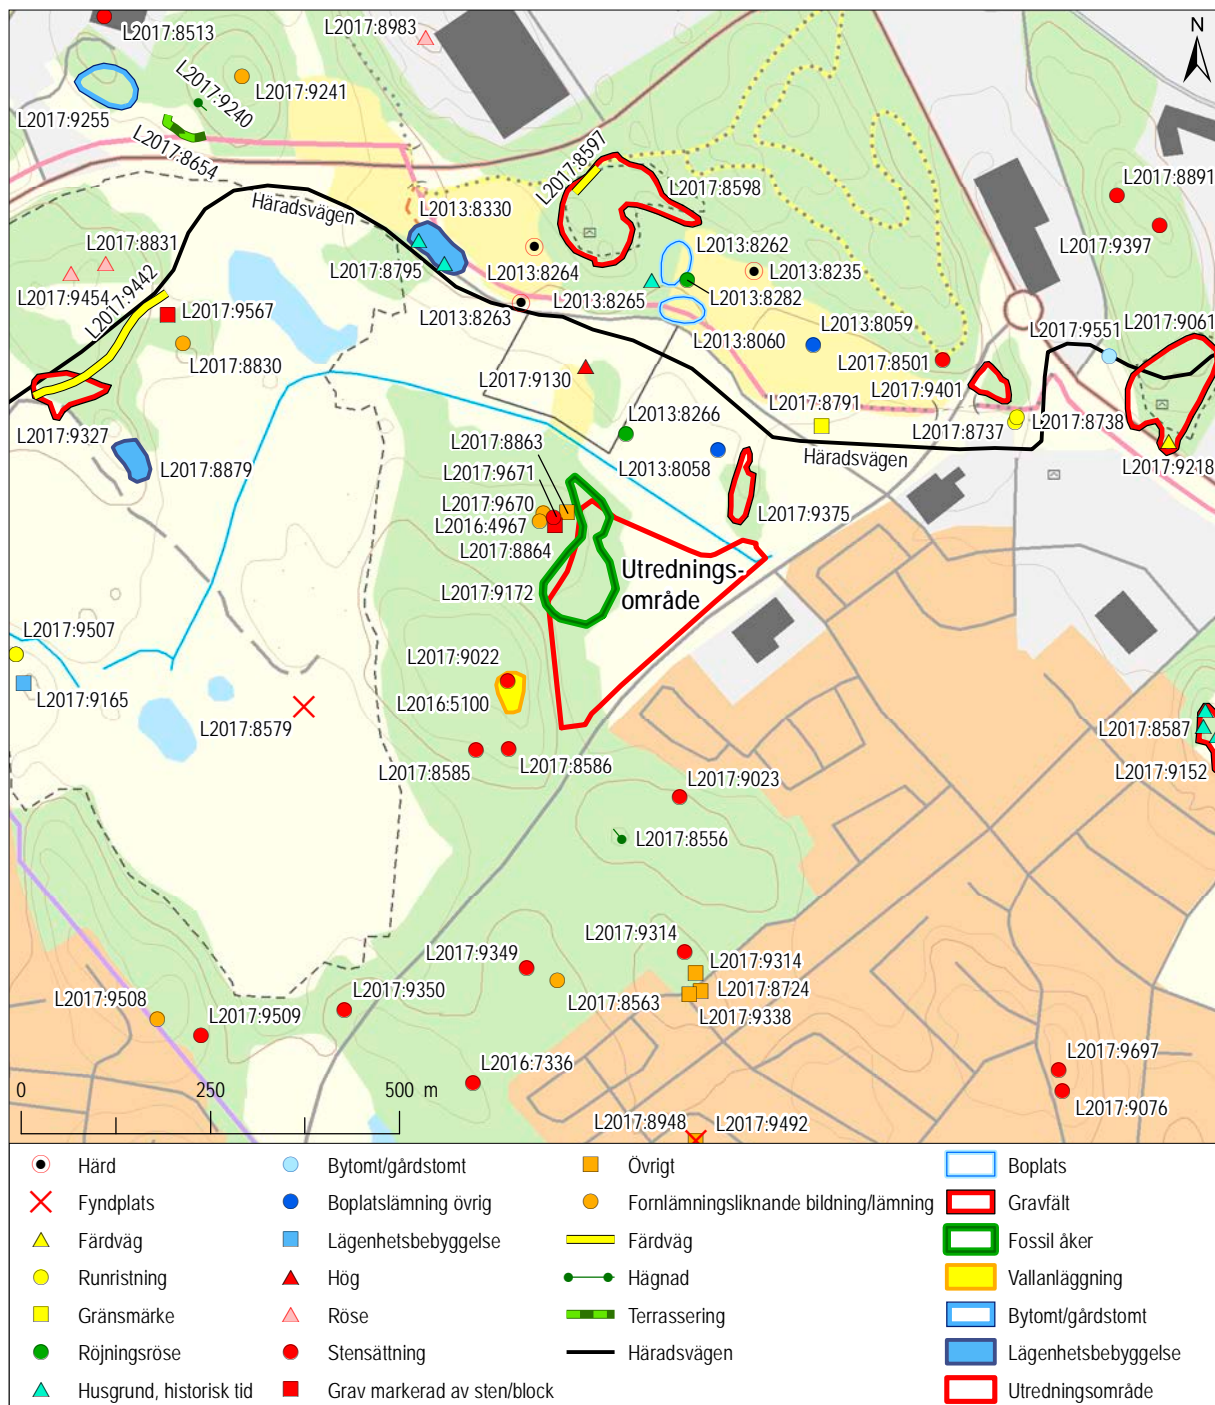 L2017:8513
L2017:8983
N
L2017:9241
L2017:9240
L2017:9255
L2017:8654
L2017:8597
L2017:8598
L2017:8891
L2017:9397
Häradsvägen
L2013:8330
L2017:8831
L2017:9454
L2017:9442
L2017:8795
L2013:8264
L2013:8262
L2013:8235
L2013:8265
L2013:8282
L2013:8263
L2017:9567
L2017:8830
L2013:8060
L2013:8059
L2017:9551
L2017:9061
L2017:8501
L2017:9401
L2017:9130
L2017:8791
L2017:9327
L2017:8879
L2013:8266
L2013:8058
Häradsvägen
L2017:8737
L2017:8738
L2017:9218
L2017:8863
L2017:9671
L2017:9670
L2016:4967
L2017:8864
L2017:9375
L2017:9172
Utrednings-
område
L2017:9507
L2017:9165
L2017:9022
L2016:5100
L2017:8579
L2017:8585
L2017:8586
L2017:8587
L2017:9152
L2017:9023
L2017:8556
L2017:9314
L2017:9349
L2017:9314
L2017:8563
L2017:8724
L2017:9338
L2017:9508
L2017:9509
L2017:9350
L2016:7336
L2017:9697
L2017:9076
0 250 500 m
L2017:8948
L2017:9492
Härd
Fyndplats
Färdväg
Runristning
Gränsmärke
Röjningsröse
Husgrund, historisk tid
Bytomt/gårdstomt
Boplatslämning övrig
Lägenhetsbebyggelse
Hög
Röse
Stensättning
Grav markerad av sten/block
Övrigt
Fornlämningsliknande bildning/lämning
Färdväg
Hägnad
Terrassering
Häradsvägen
Boplats
Gravfält
Fossil åker
Vallanläggning
Bytomt/gårdstomt
Lägenhetsbebyggelse
Utredningsområde